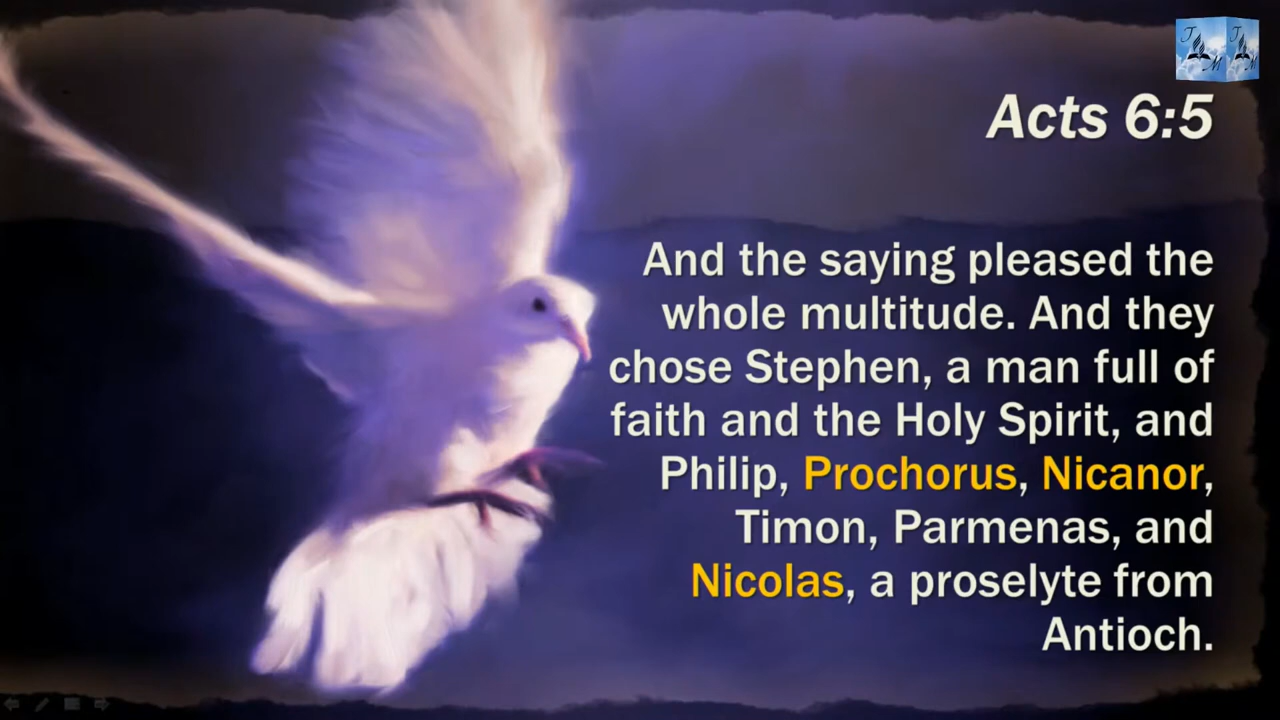 J M J M
Acts 6:5
And the saying pleased the
whole multitude. And they
chose Stephen, a man full of
faith and the Holy Spirit, and
Philip, Prochorus, Nicanor,
Timon, Parmenas, and
Nicolas, a proselyte from
Antioch.